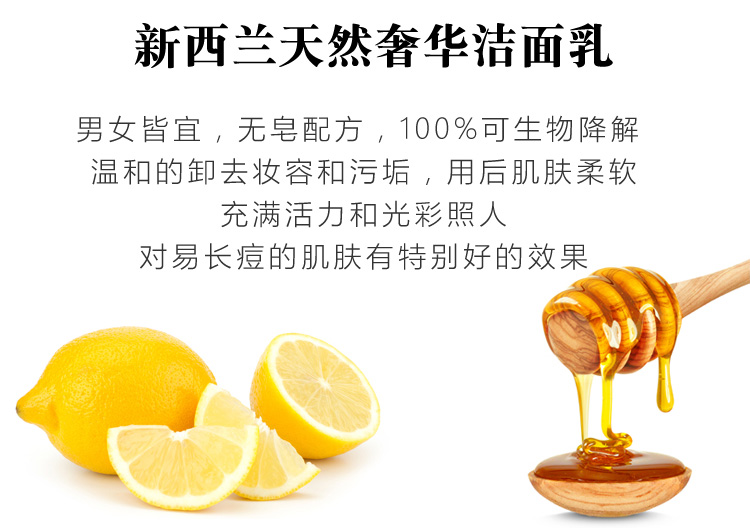 新西兰天然奢华洁面乳
男女皆宜，无皂配方，100%可生物降解
温和的卸去妆容和污垢，用后肌肤柔软
充满活力和光彩照人
对易长痘的肌肤有特别好的效果